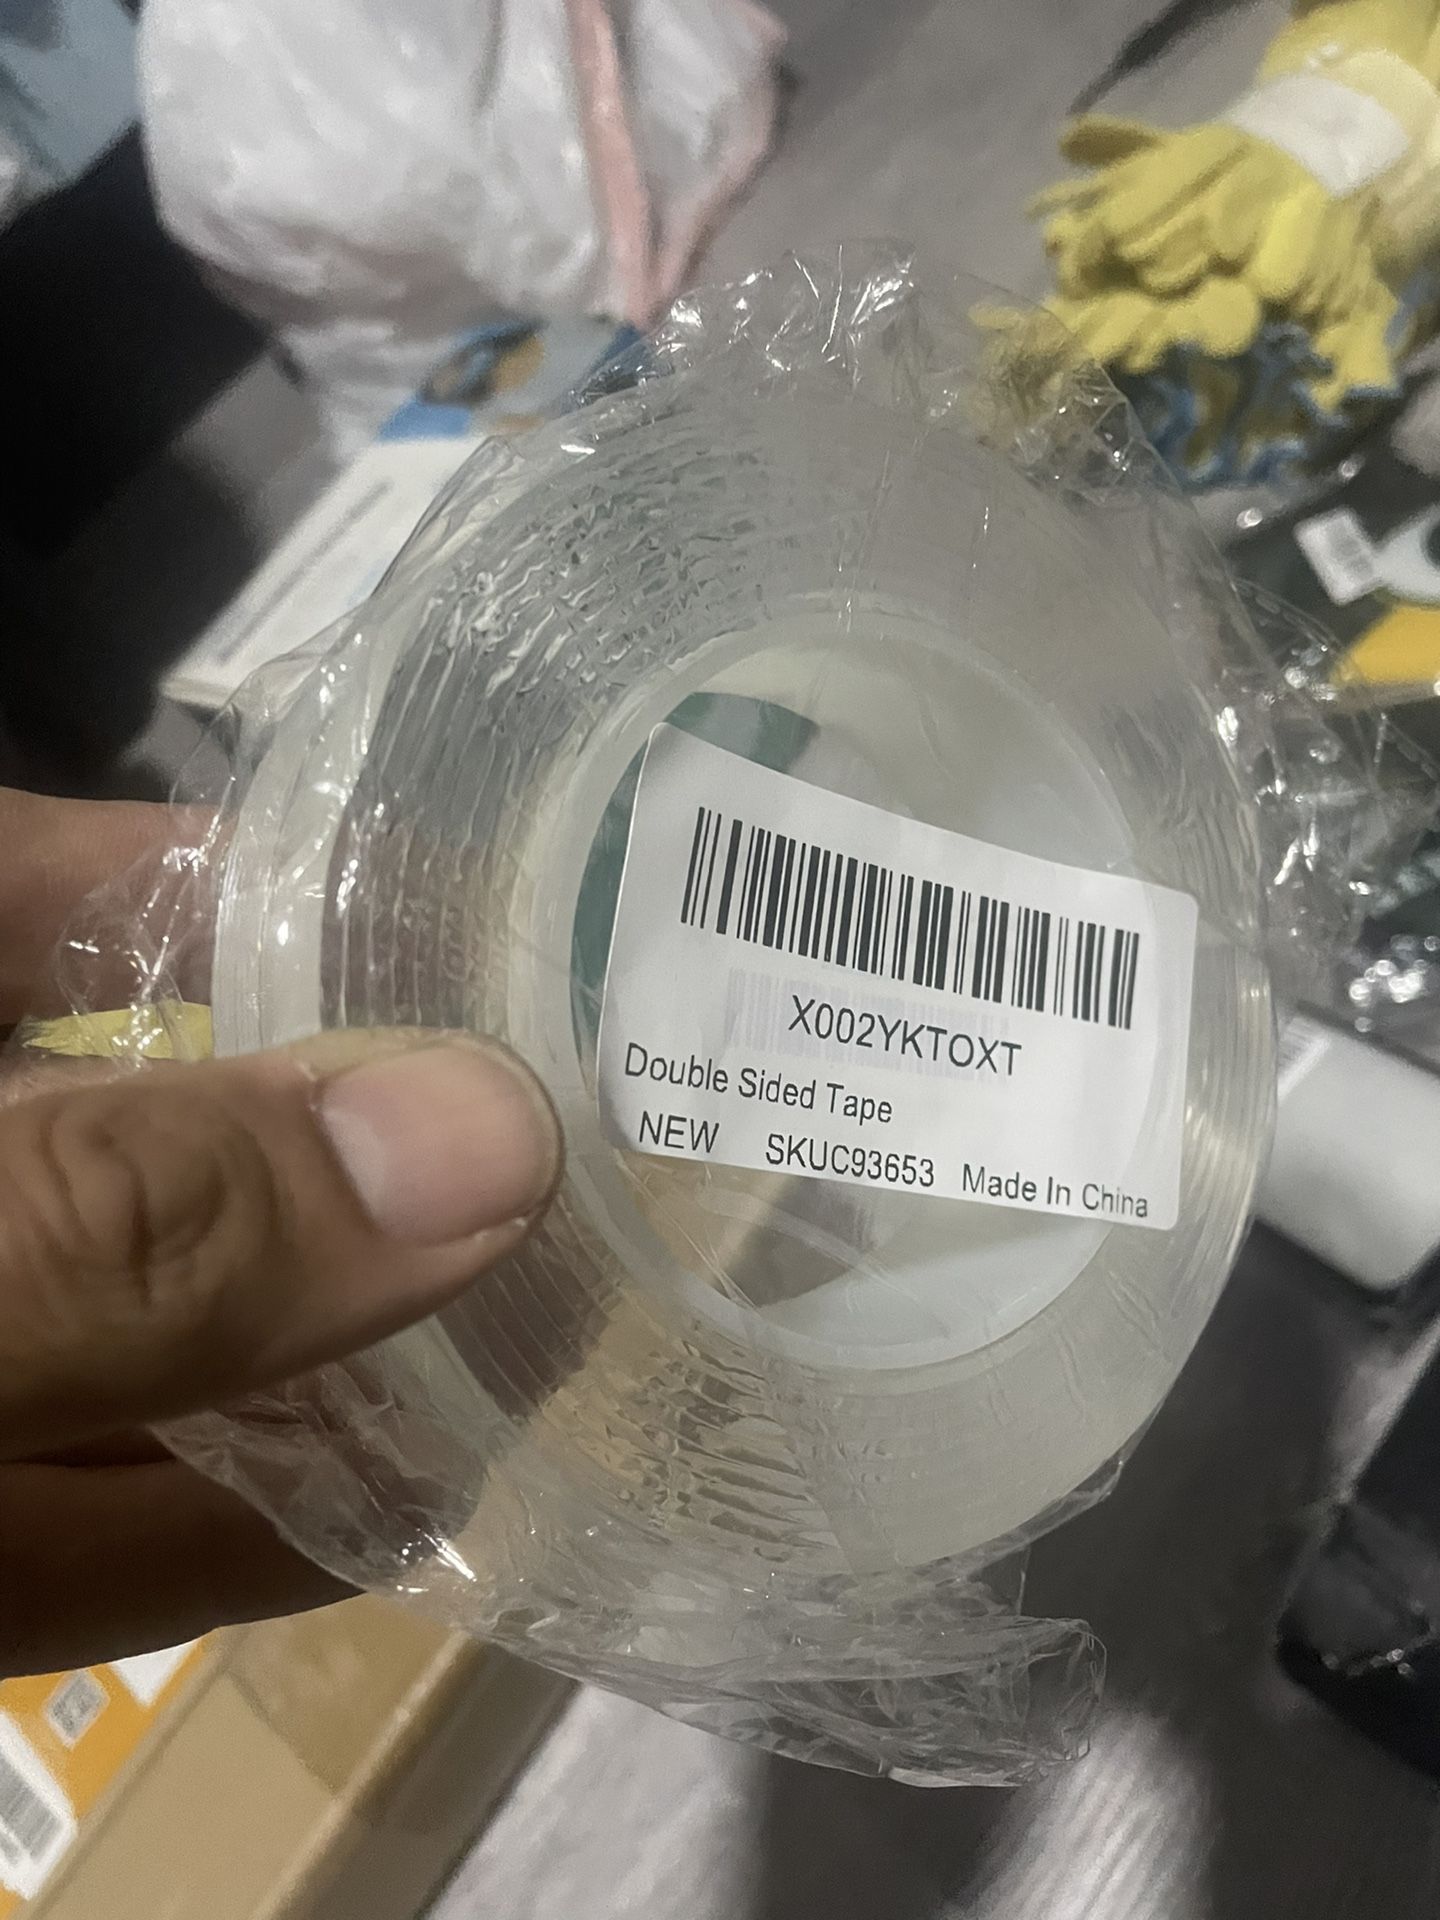 X002YKTOXT
Double Sided Tape
NEW SKUC93653 Made In China